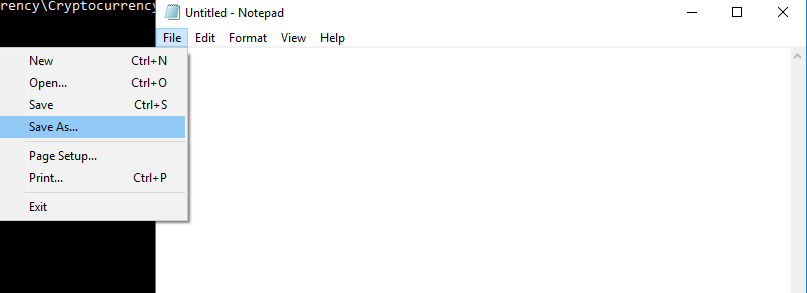 rency\Cryptocurrency
Untitled - Notepad
File Edit Format View Help
New Ctrl+N
Open... Ctrl+O
Save Ctrl+S
Save As...
Page Setup...
Print... Ctrl+P
Exit